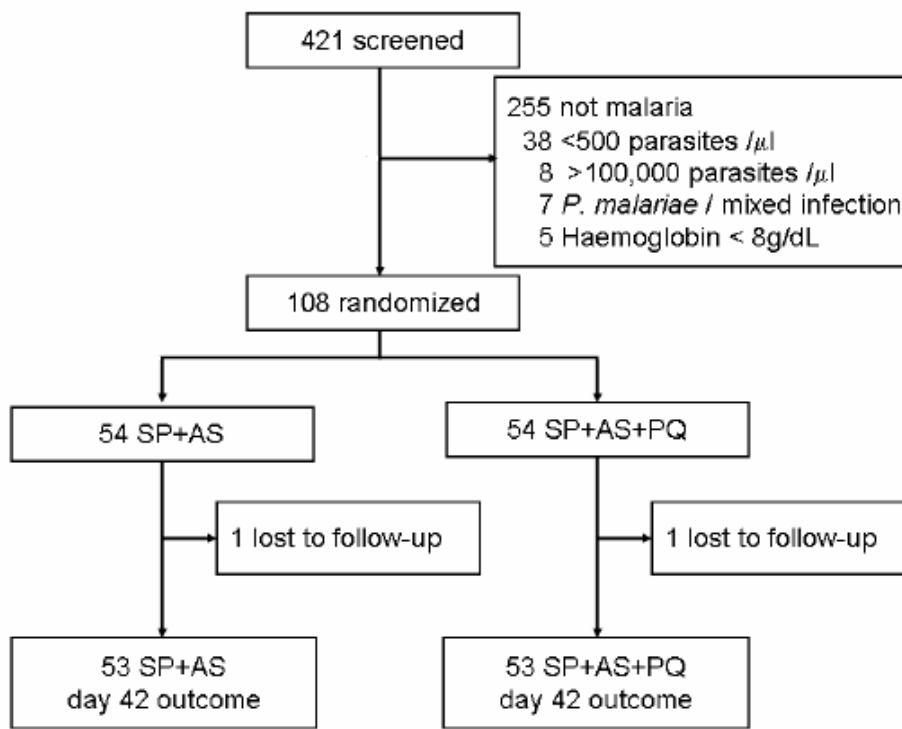 421 screened
255 not malaria
38 <500 parasites /μl
8 >100,000 parasites /μl
7 P. malariae / mixed infection
5 Haemoglobin < 8g/dL
108 randomized
54 SP+AS
54 SP+AS+PQ
1 lost to follow-up
1 lost to follow-up
53 SP+AS
day 42 outcome
53 SP+AS+PQ
day 42 outcome